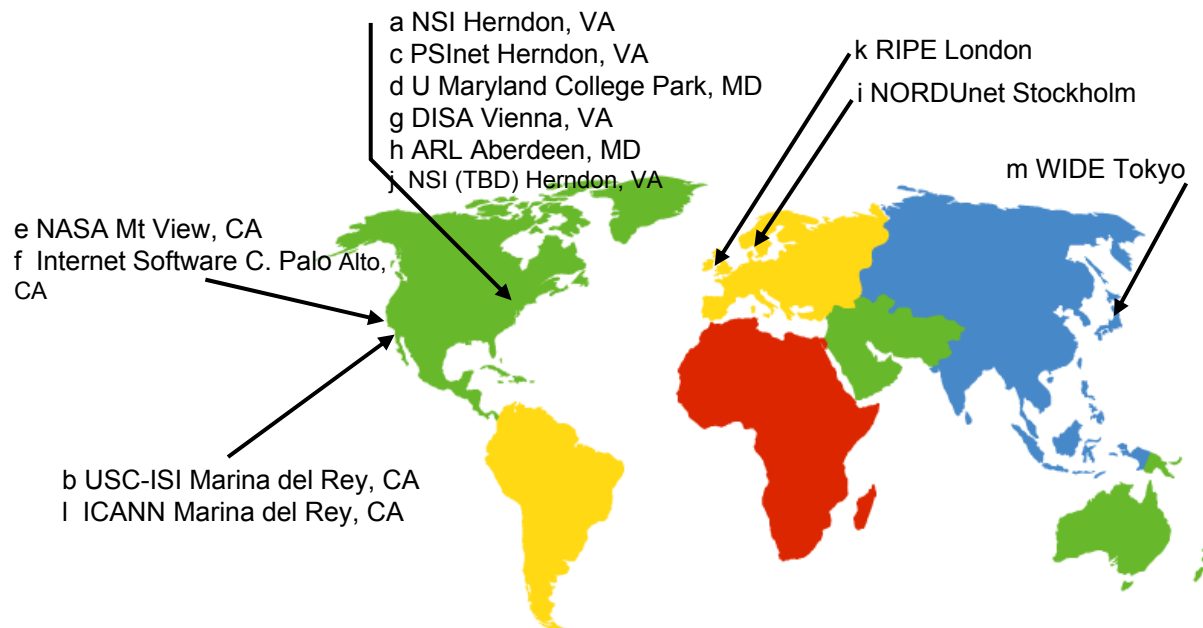 a NSI Herndon, VA
c PSInet Herndon, VA
d U Maryland College Park, MD
g DISA Vienna, VA
h ARL Aberdeen, MD
j NSI (TBD) Herndon, VA
k RIPE London
i NORDUnet Stockholm
m WIDE Tokyo
e NASA Mt View, CA
f Internet Software C. Palo Alto,
CA
b USC-ISI Marina del Rey, CA
l ICANN Marina del Rey, CA